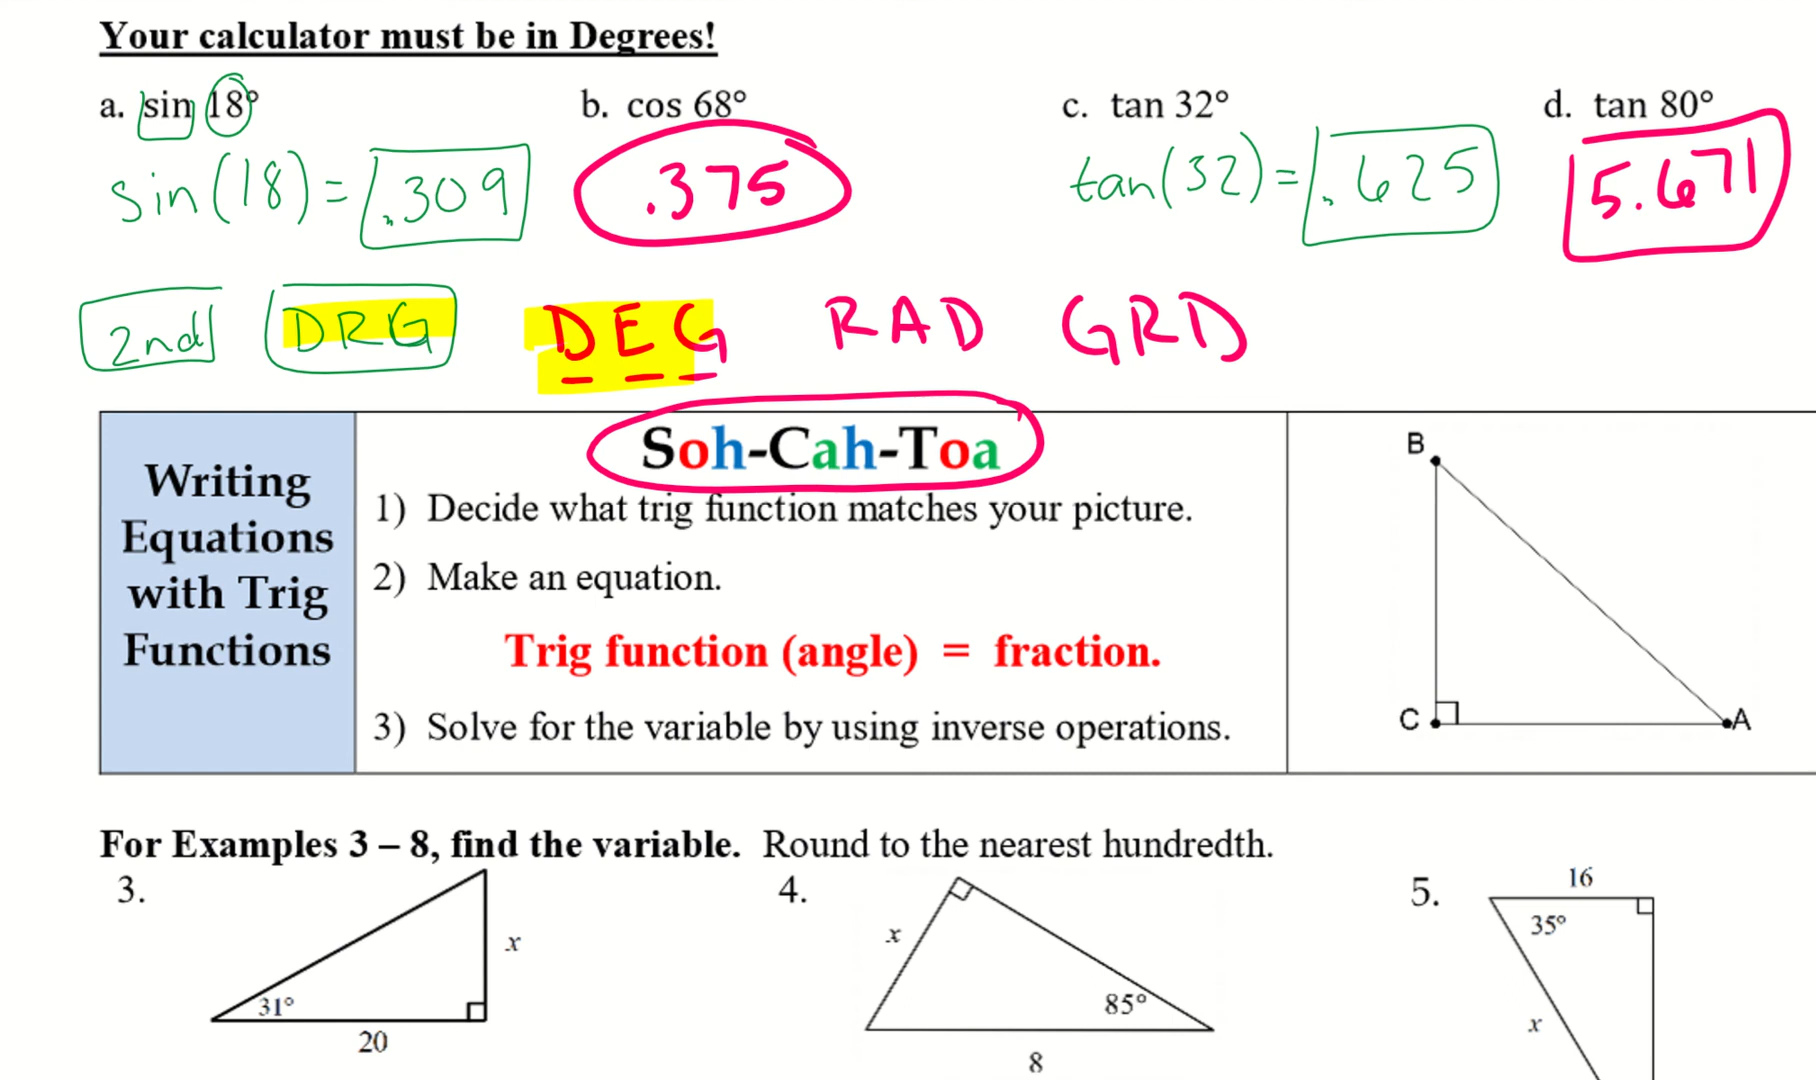 Your calculator must be in Degrees!
a. sin 18° b. cos 68° c. tan 32° d. tan 80°
sin(18) = .309 .375 tan(32) = .625 5.671
2nd DRG DEG RAD GRD
Soh-Cah-Toa
Writing
Equations
with Trig
Functions
1) Decide what trig function matches your picture.
2) Make an equation.
Trig function (angle) = fraction.
3) Solve for the variable by using inverse operations.
B
C A
For Examples 3 – 8, find the variable. Round to the nearest hundredth.
3. 4. 5.
x
31°
20
x
85°
8
16
35°
x